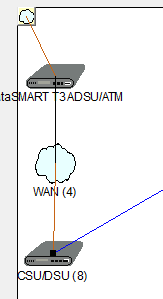 taSMART T3 ADSU/ATM
WAN (4)
CSU/DSU (8)